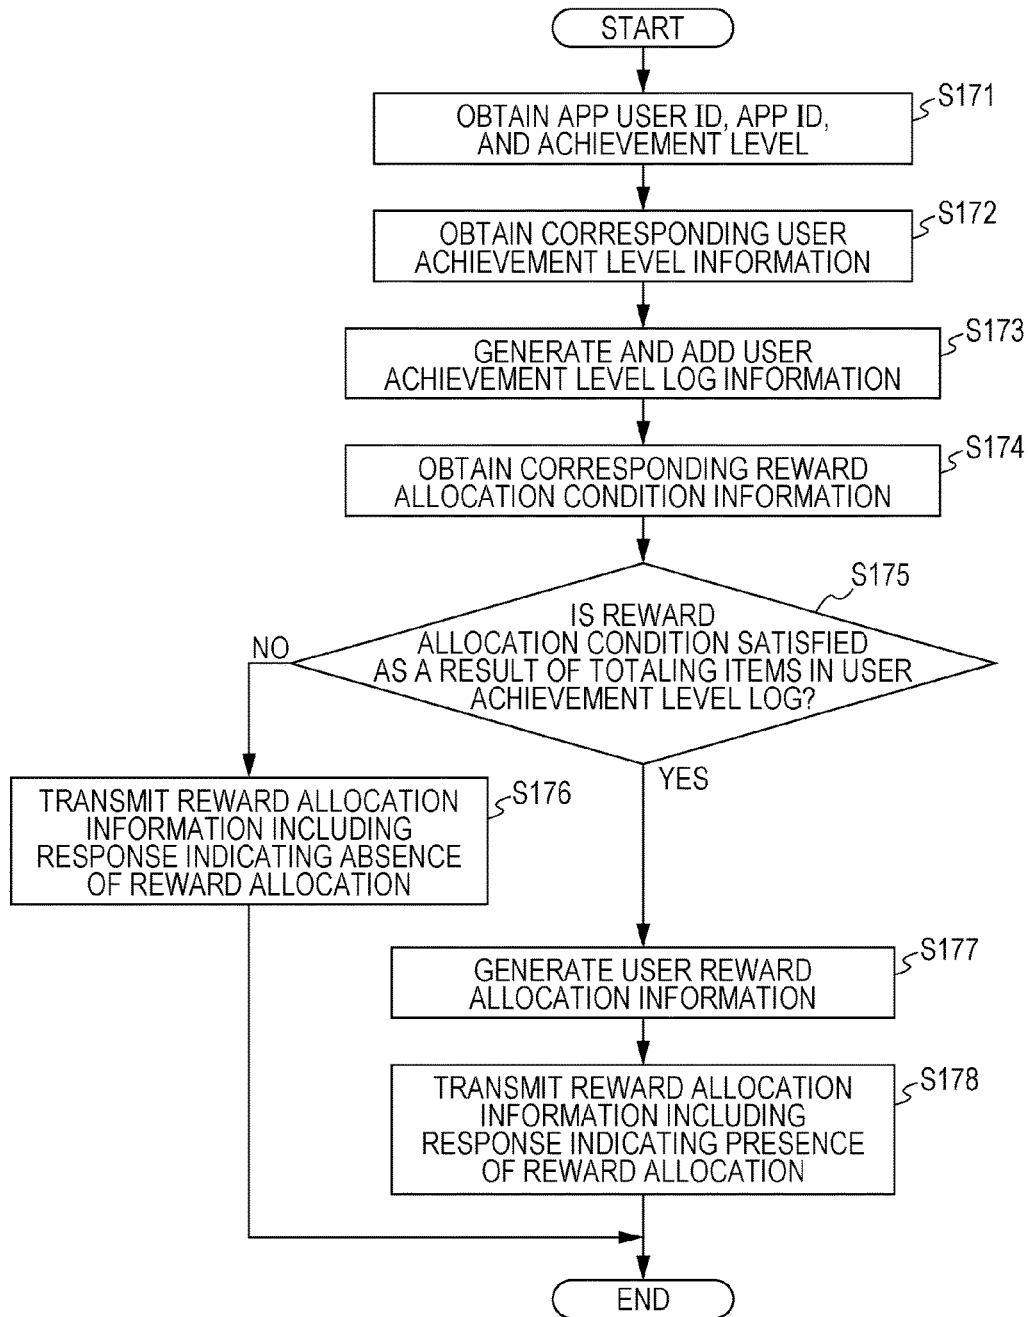 START
S171
OBTAIN APP USER ID, APP ID,
AND ACHIEVEMENT LEVEL
S172
OBTAIN CORRESPONDING USER
ACHIEVEMENT LEVEL INFORMATION
S173
GENERATE AND ADD USER
ACHIEVEMENT LEVEL LOG INFORMATION
S174
OBTAIN CORRESPONDING REWARD
ALLOCATION CONDITION INFORMATION
S175
IS REWARD
ALLOCATION CONDITION SATISFIED
AS A RESULT OF TOTALING ITEMS IN USER
ACHIEVEMENT LEVEL LOG?
NO
YES
S176
TRANSMIT REWARD ALLOCATION
INFORMATION INCLUDING
RESPONSE INDICATING ABSENCE
OF REWARD ALLOCATION
S177
GENERATE USER REWARD
ALLOCATION INFORMATION
S178
TRANSMIT REWARD ALLOCATION
INFORMATION INCLUDING
RESPONSE INDICATING PRESENCE
OF REWARD ALLOCATION
END